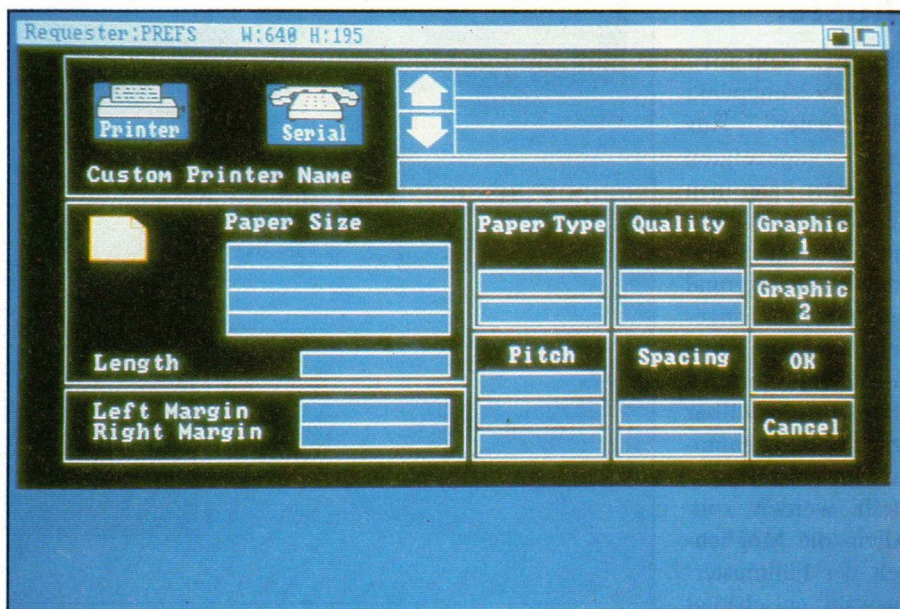 Requester:PREFS W:640 H:195
Printer
Serial
Custom Printer Name
Paper Size
Length
Left Margin
Right Margin
Paper Type
Quality
Graphic
1
Graphic
2
Pitch
Spacing
OK
Cancel